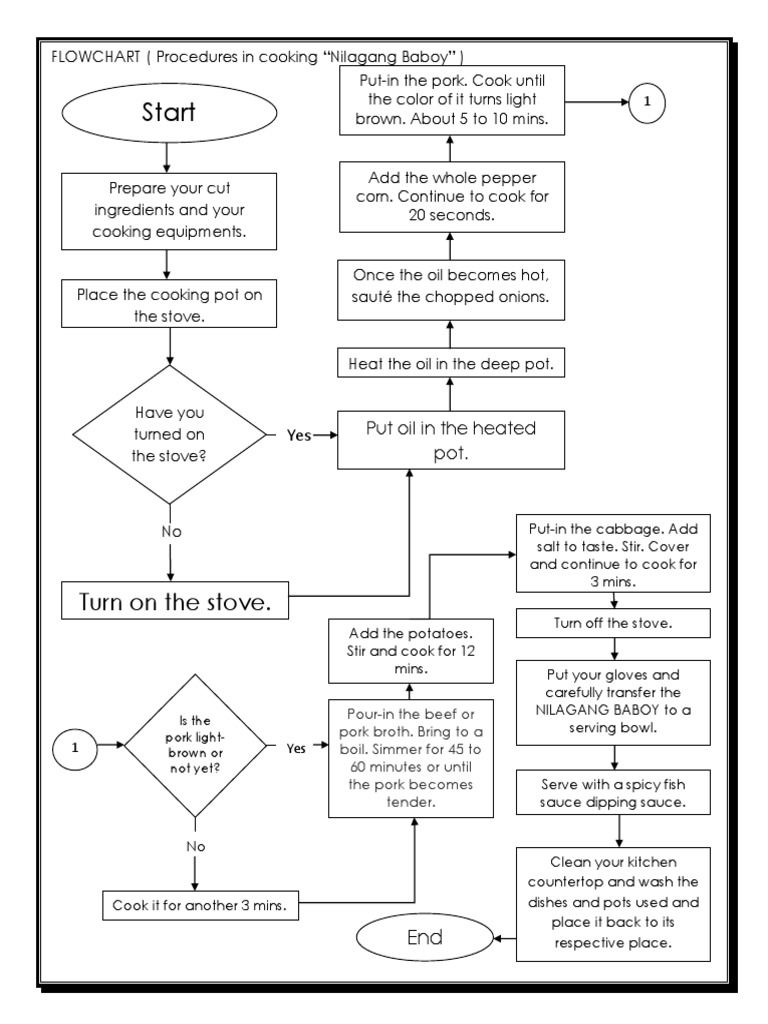 FLOWCHART ( Procedures in cooking “Nilagang Baboy” )
Start
Prepare your cut
ingredients and your
cooking equipments.
Place the cooking pot on
the stove.
Have you
turned on
the stove?
Yes
No
Turn on the stove.
Put oil in the heated
pot.
Heat the oil in the deep pot.
Once the oil becomes hot,
sauté the chopped onions.
Add the whole pepper
corn. Continue to cook for
20 seconds.
Put-in the pork. Cook until
the color of it turns light
brown. About 5 to 10 mins.
1
1
Is the
pork light-
brown or
not yet?
Yes
No
Cook it for another 3 mins.
Pour-in the beef or
pork broth. Bring to a
boil. Simmer for 45 to
60 minutes or until
the pork becomes
tender.
Add the potatoes.
Stir and cook for 12
mins.
Put-in the cabbage. Add
salt to taste. Stir. Cover
and continue to cook for
3 mins.
Turn off the stove.
Put your gloves and
carefully transfer the
NILAGANG BABOY to a
serving bowl.
Serve with a spicy fish
sauce dipping sauce.
Clean your kitchen
countertop and wash the
dishes and pots used and
place it back to its
respective place.
End